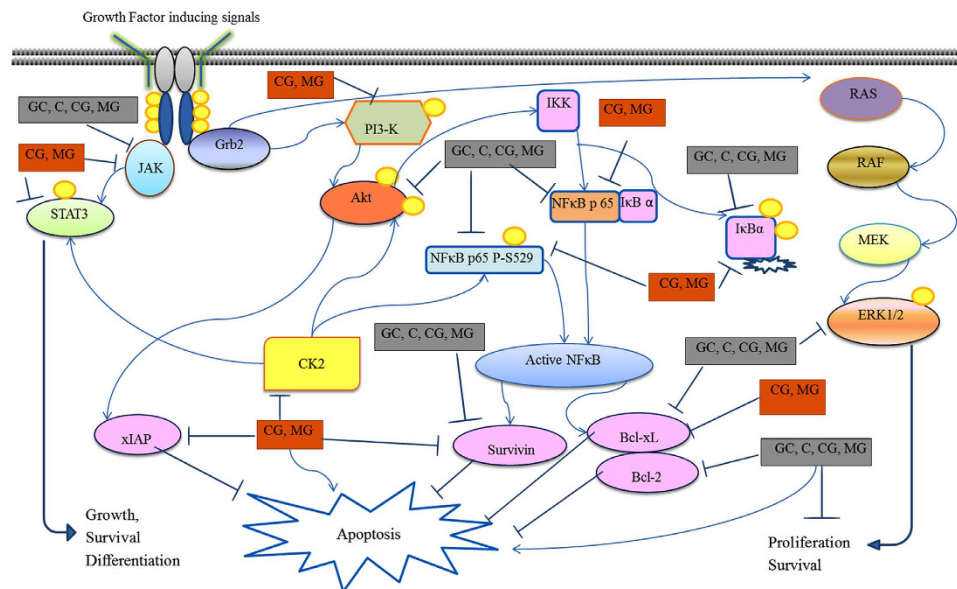 Growth Factor inducing signals
CG, MG
IKK
CG, MG
RAS
GC, C, CG, MG
PI3-K
Grb2
JAK
CG, MG
GC, C, CG, MG
GC, C, CG, MG
RAF
Akt
NFκB p 65
IκB α
STAT3
IκBα
MEK
NFκB p65 P-S529
CG, MG
ERK1/2
GC, C, CG, MG
GC, C, CG, MG
CK2
Active NFκB
CG, MG
xIAP
CG, MG
Survivin
Bcl-xL
GC, C, CG, MG
Bcl-2
Growth,
Survival
Differentiation
Apoptosis
Proliferation
Survival